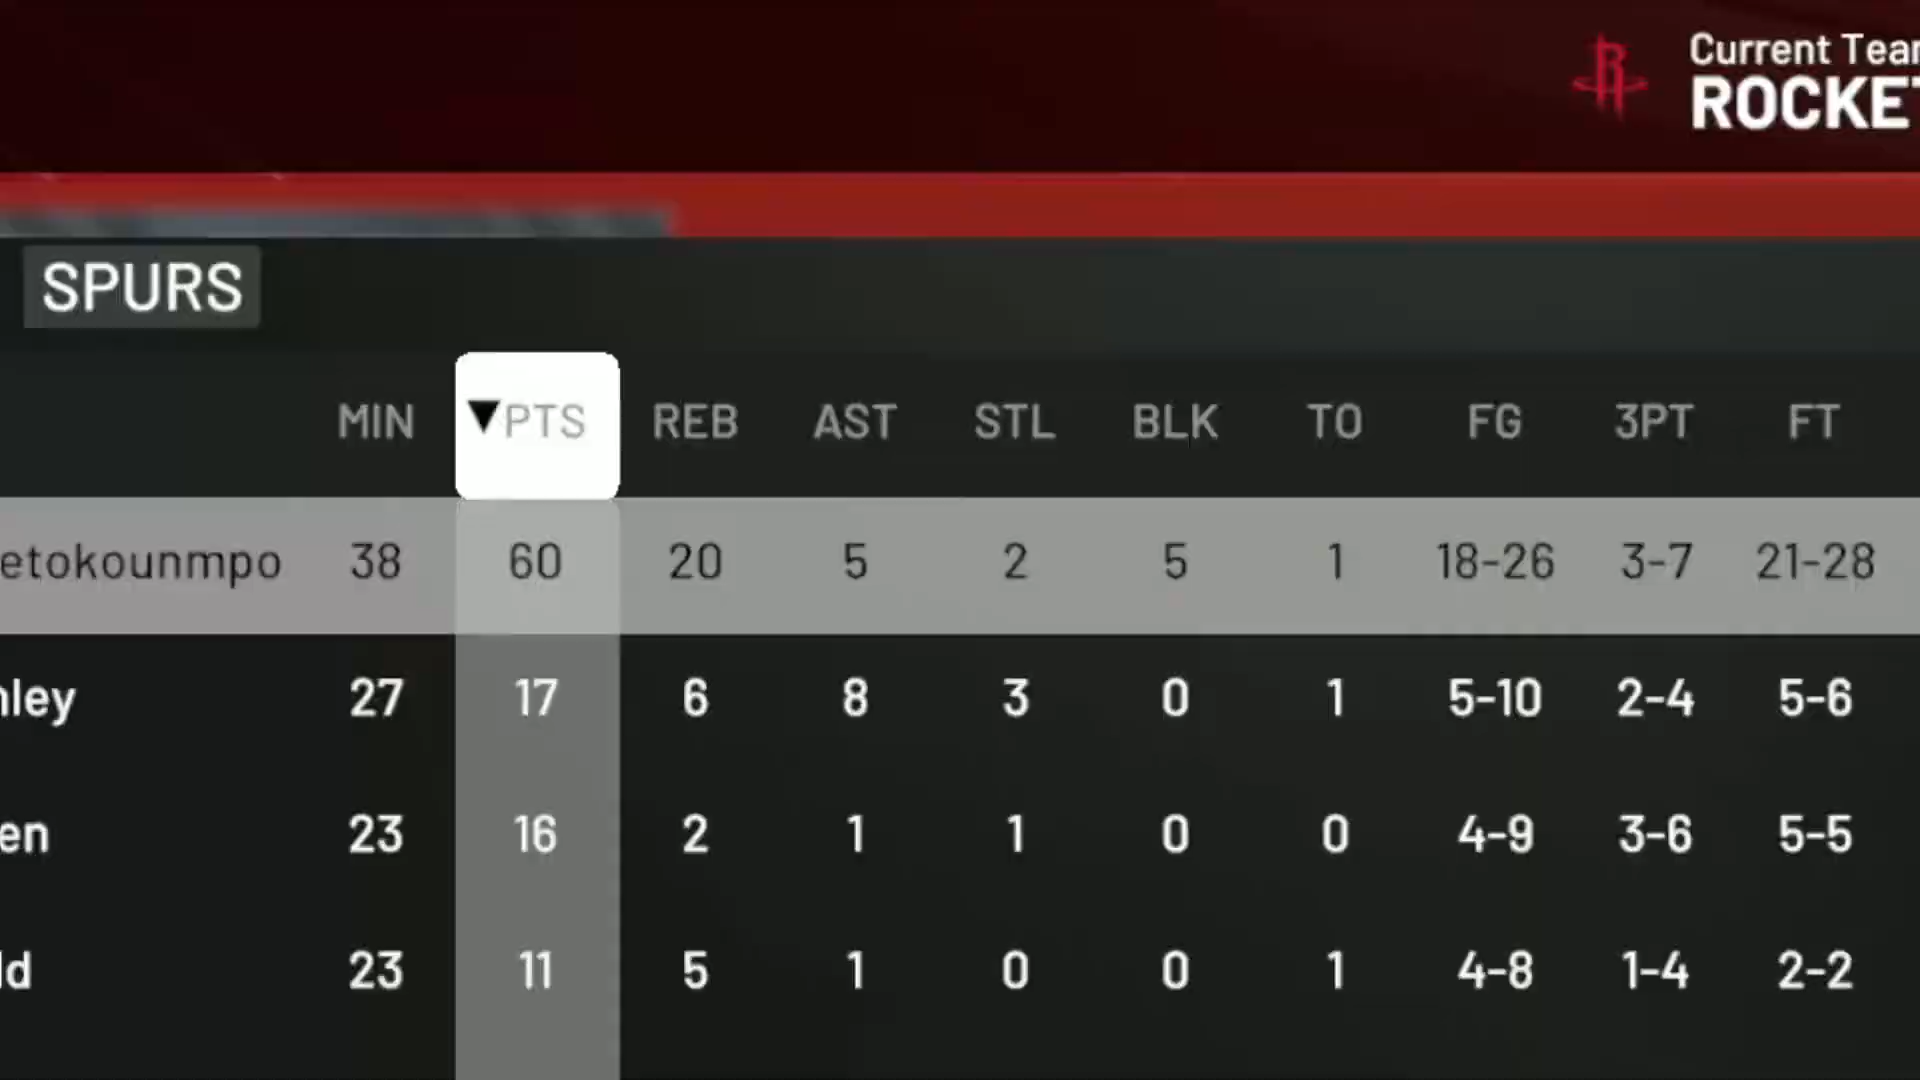 Current Tea
ROCKE
SPURS
MIN ▼PTS REB AST STL BLK TO FG 3PT FT
etokounmpo 38 60 20 5 2 5 1 18-26 3-7 21-28
nley 27 17 6 8 3 0 1 5-10 2-4 5-6
en 23 16 2 1 1 0 0 4-9 3-6 5-5
ld 23 11 5 1 0 0 1 4-8 1-4 2-2